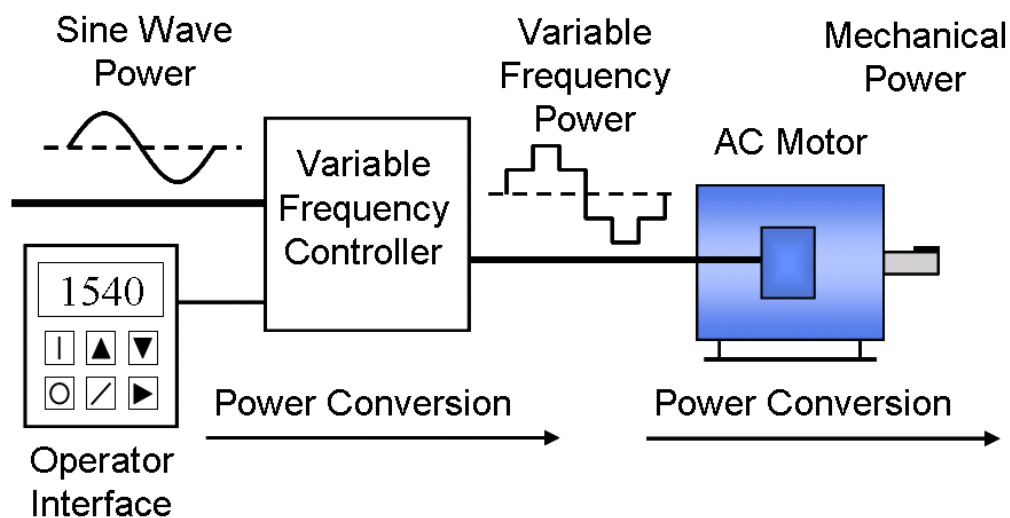 Sine Wave
Power
Variable
Frequency
Power
Mechanical
Power
AC Motor
Variable
Frequency
Controller
1540
Power Conversion
Power Conversion
Operator
Interface